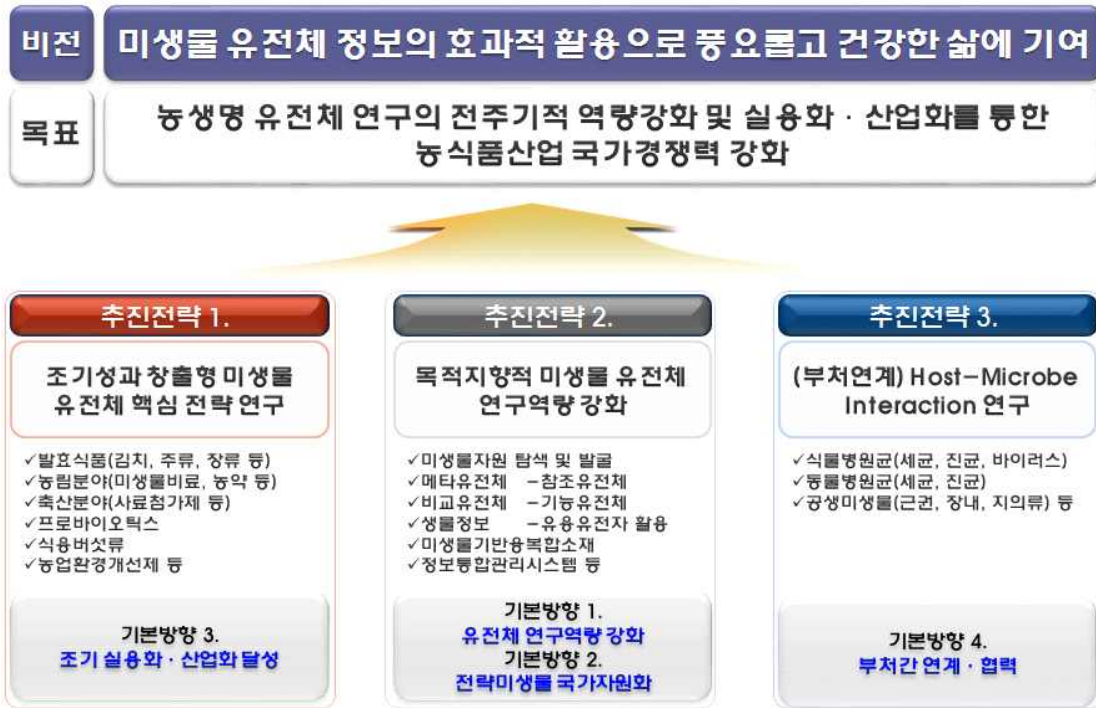 비전
미생물 유전체 정보의 효과적 활용으로 풍요롭고 건강한 삶에 기여
목표
농생명 유전체 연구의 전주기적 역량강화 및 실용화 · 산업화를 통한
농식품산업 국가경쟁력 강화
추진전략 1.
조기성과 창출형 미생물
유전체 핵심 전략 연구
✓발효식품(김치, 주류, 장류 등)
✓농림분야(미생물비료, 농약 등)
✓축산분야(사료첨가제 등)
✓프로바이오틱스
✓식용버섯류
✓농업환경개선제 등
기본방향 3.
조기 실용화 · 산업화 달성
추진전략 2.
목적지향적 미생물 유전체
연구역량 강화
✓미생물자원 탐색 및 발굴
✓메타유전체 -참조유전체
✓비교유전체 -기능유전체
✓생물정보 -유용유전자 활용
✓미생물기반융복합소재
✓정보통합관리시스템 등
기본방향 1.
유전체 연구역량 강화
기본방향 2.
전략미생물 국가자원화
추진전략 3.
(부처연계) Host-Microbe
Interaction 연구
✓식물병원균(세균, 진균, 바이러스)
✓동물병원균(세균, 진균)
✓공생미생물(근권, 장내, 지의류) 등
기본방향 4.
부처간 연계 · 협력